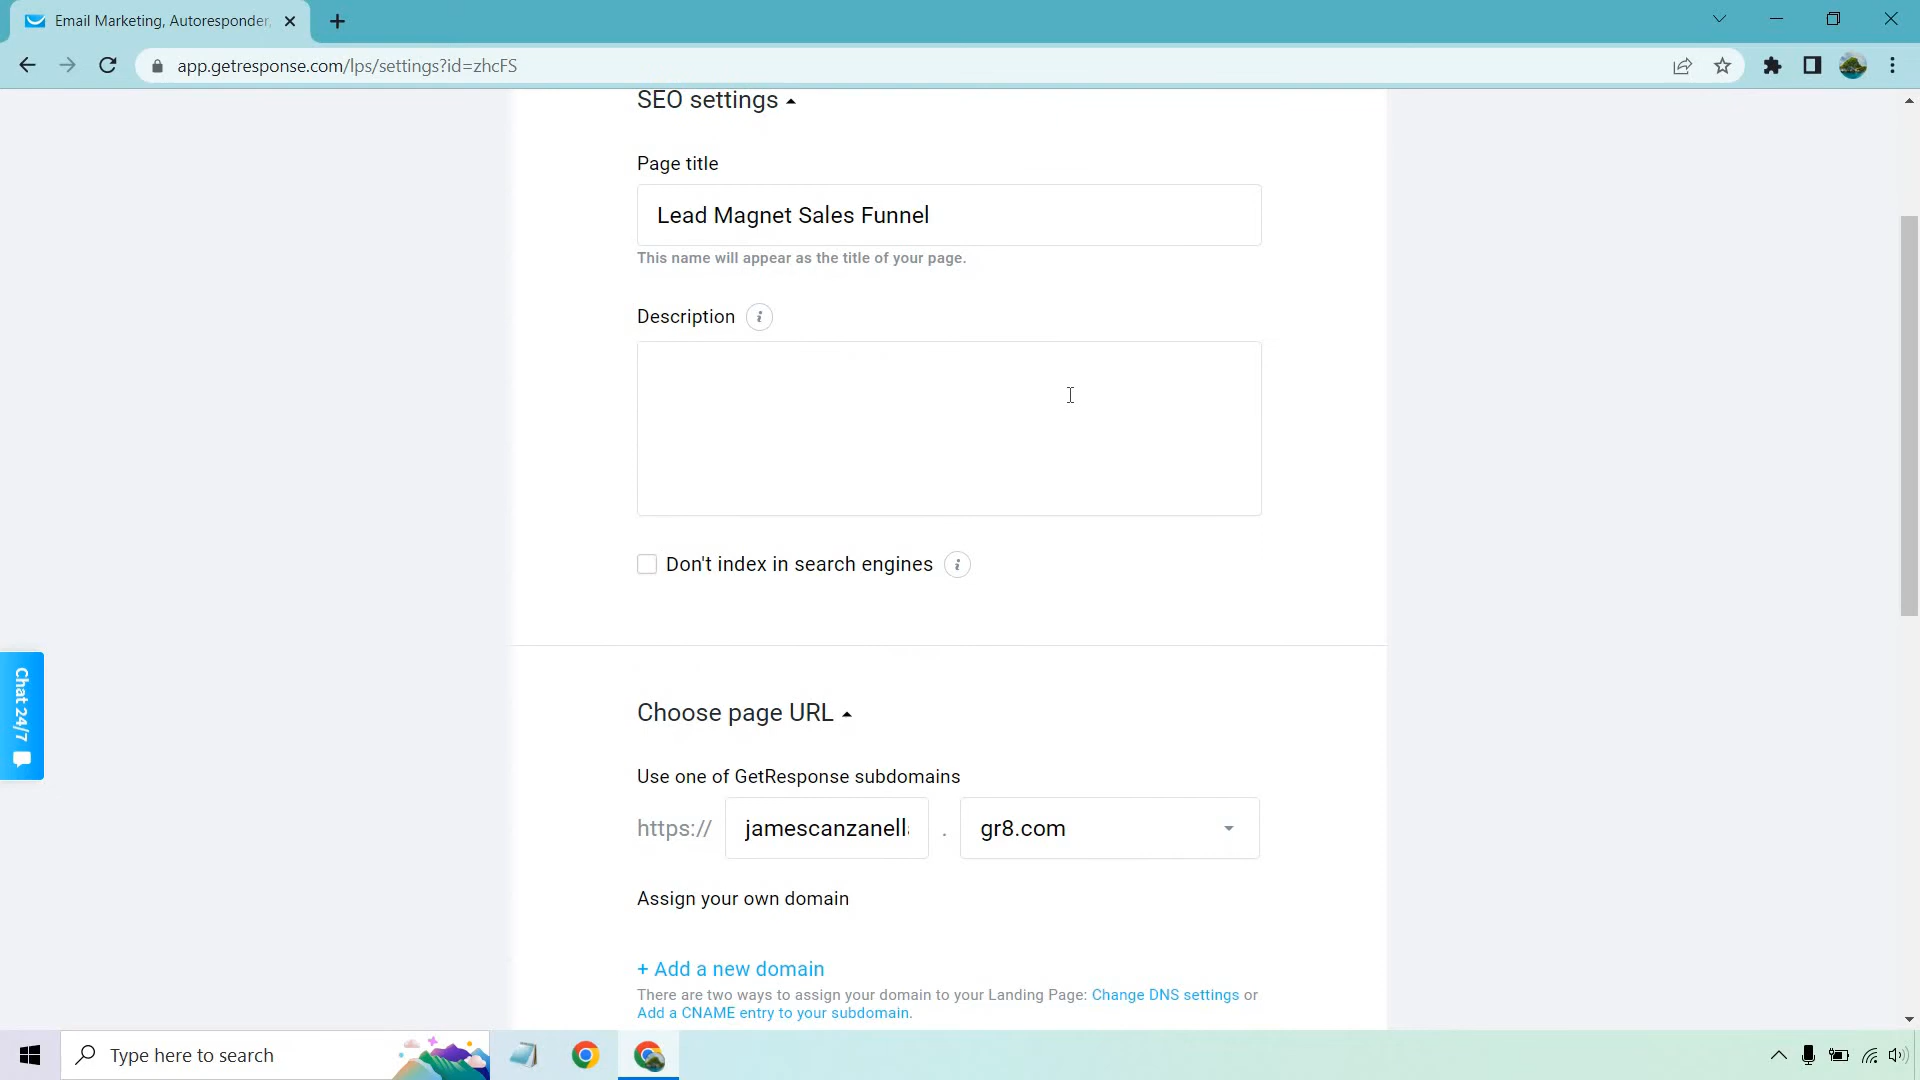 Email Marketing, Autoresponder,
app.getresponse.com/lps/settings?id=zhcFS
SEO settings
Page title
Lead Magnet Sales Funnel
This name will appear as the title of your page.
Description
Don't index in search engines
Choose page URL
Use one of GetResponse subdomains
https:// jamescanzanell . gr8.com
Assign your own domain
+ Add a new domain
There are two ways to assign your domain to your Landing Page: Change DNS settings or
Add a CNAME entry to your subdomain.
Chat 24/7
Type here to search